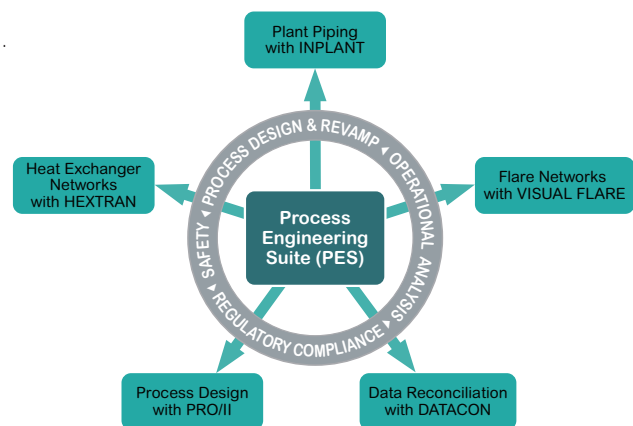 Plant Piping
with INPLANT
.
PROCESS DESIGN & REVAMP
OPERATIONAL ANALYSIS
REGULATORY COMPLIANCE
SAFETY
Heat Exchanger
Networks
with HEXTRAN
Flare Networks
with VISUAL FLARE
Process
Engineering
Suite (PES)
Process Design
with PRO/II
Data Reconciliation
with DATACON